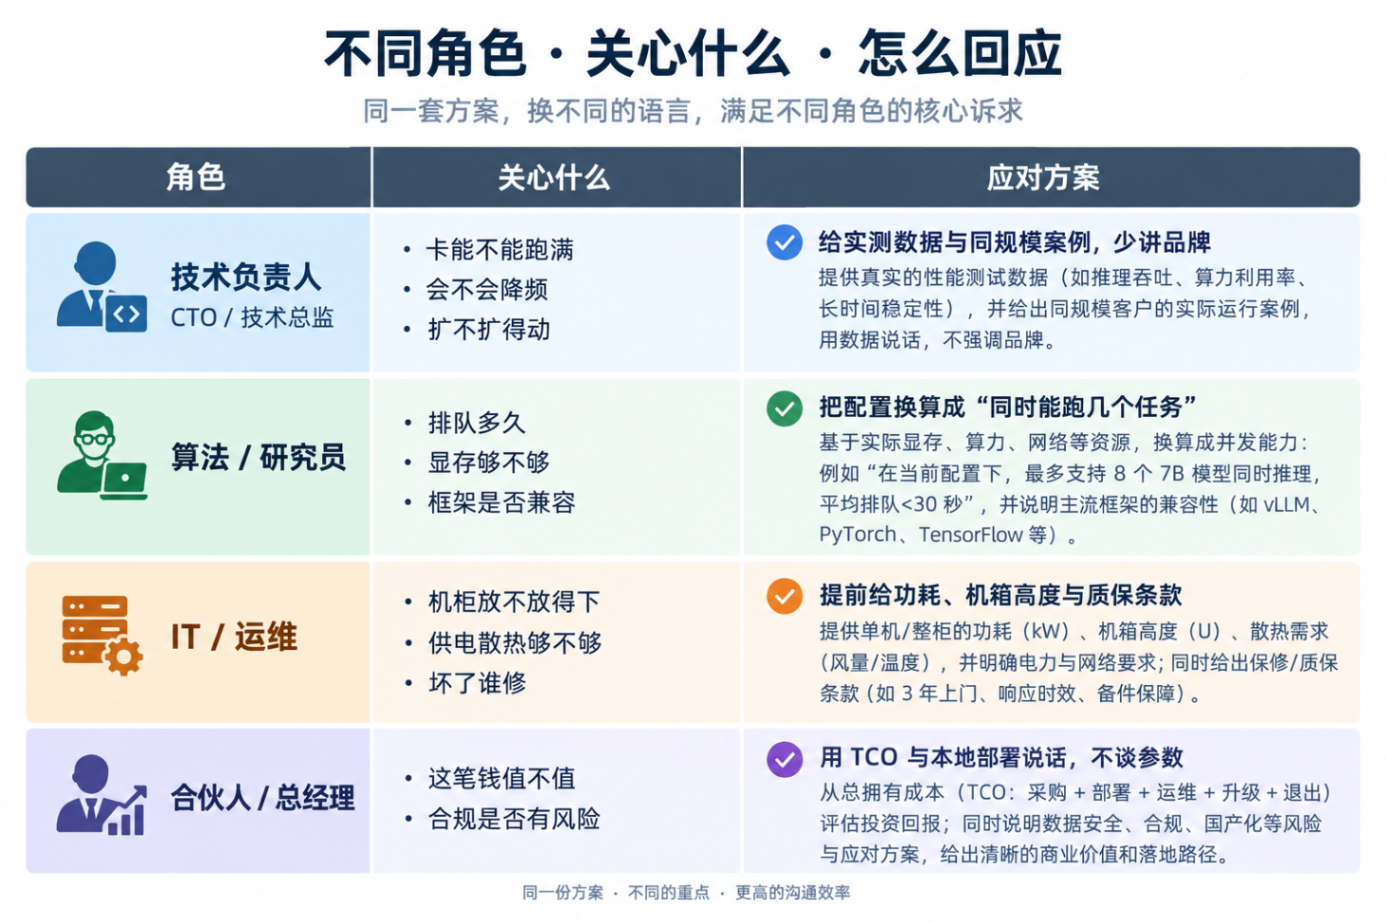 不同角色 · 关心什么 · 怎么回应
同一套方案，换不同的语言，满足不同角色的核心诉求
角色
关心什么
应对方案
技术负责人
CTO / 技术总监
• 卡能不能跑满
• 会不会降频
• 扩不扩得动
给实测数据与同规模案例，少讲品牌
提供真实的性能测试数据（如推理吞吐、算力利用率、
长时间稳定性），并给出同规模客户的实际运行案例，
用数据说话，不强调品牌。
算法 / 研究员
• 排队多久
• 显存够不够
• 框架是否兼容
把配置换算成“同时能跑几个任务”
基于实际显存、算力、网络等资源，换算成并发能力：
例如“在当前配置下，最多支持 8 个 7B 模型同时推理，
平均排队<30 秒”，并说明主流框架的兼容性（如 vLLM、
PyTorch、TensorFlow 等）。
IT / 运维
• 机柜放不放得下
• 供电散热够不够
• 坏了谁修
提前给功耗、机箱高度与质保条款
提供单机/整柜的功耗（kW）、机箱高度（U）、散热需求
（风量/温度），并明确电力与网络要求；同时给出保修/质保
条款（如 3 年上门、响应时效、备件保障）。
合伙人 / 总经理
• 这笔钱值不值
• 合规是否有风险
用 TCO 与本地部署说话，不谈参数
从总拥有成本（TCO：采购 + 部署 + 运维 + 升级 + 退出）
评估投资回报；同时说明数据安全、合规、国产化等风险
与应对方案，给出清晰的商业价值和落地路径。
同一份方案 · 不同的重点 · 更高的沟通效率